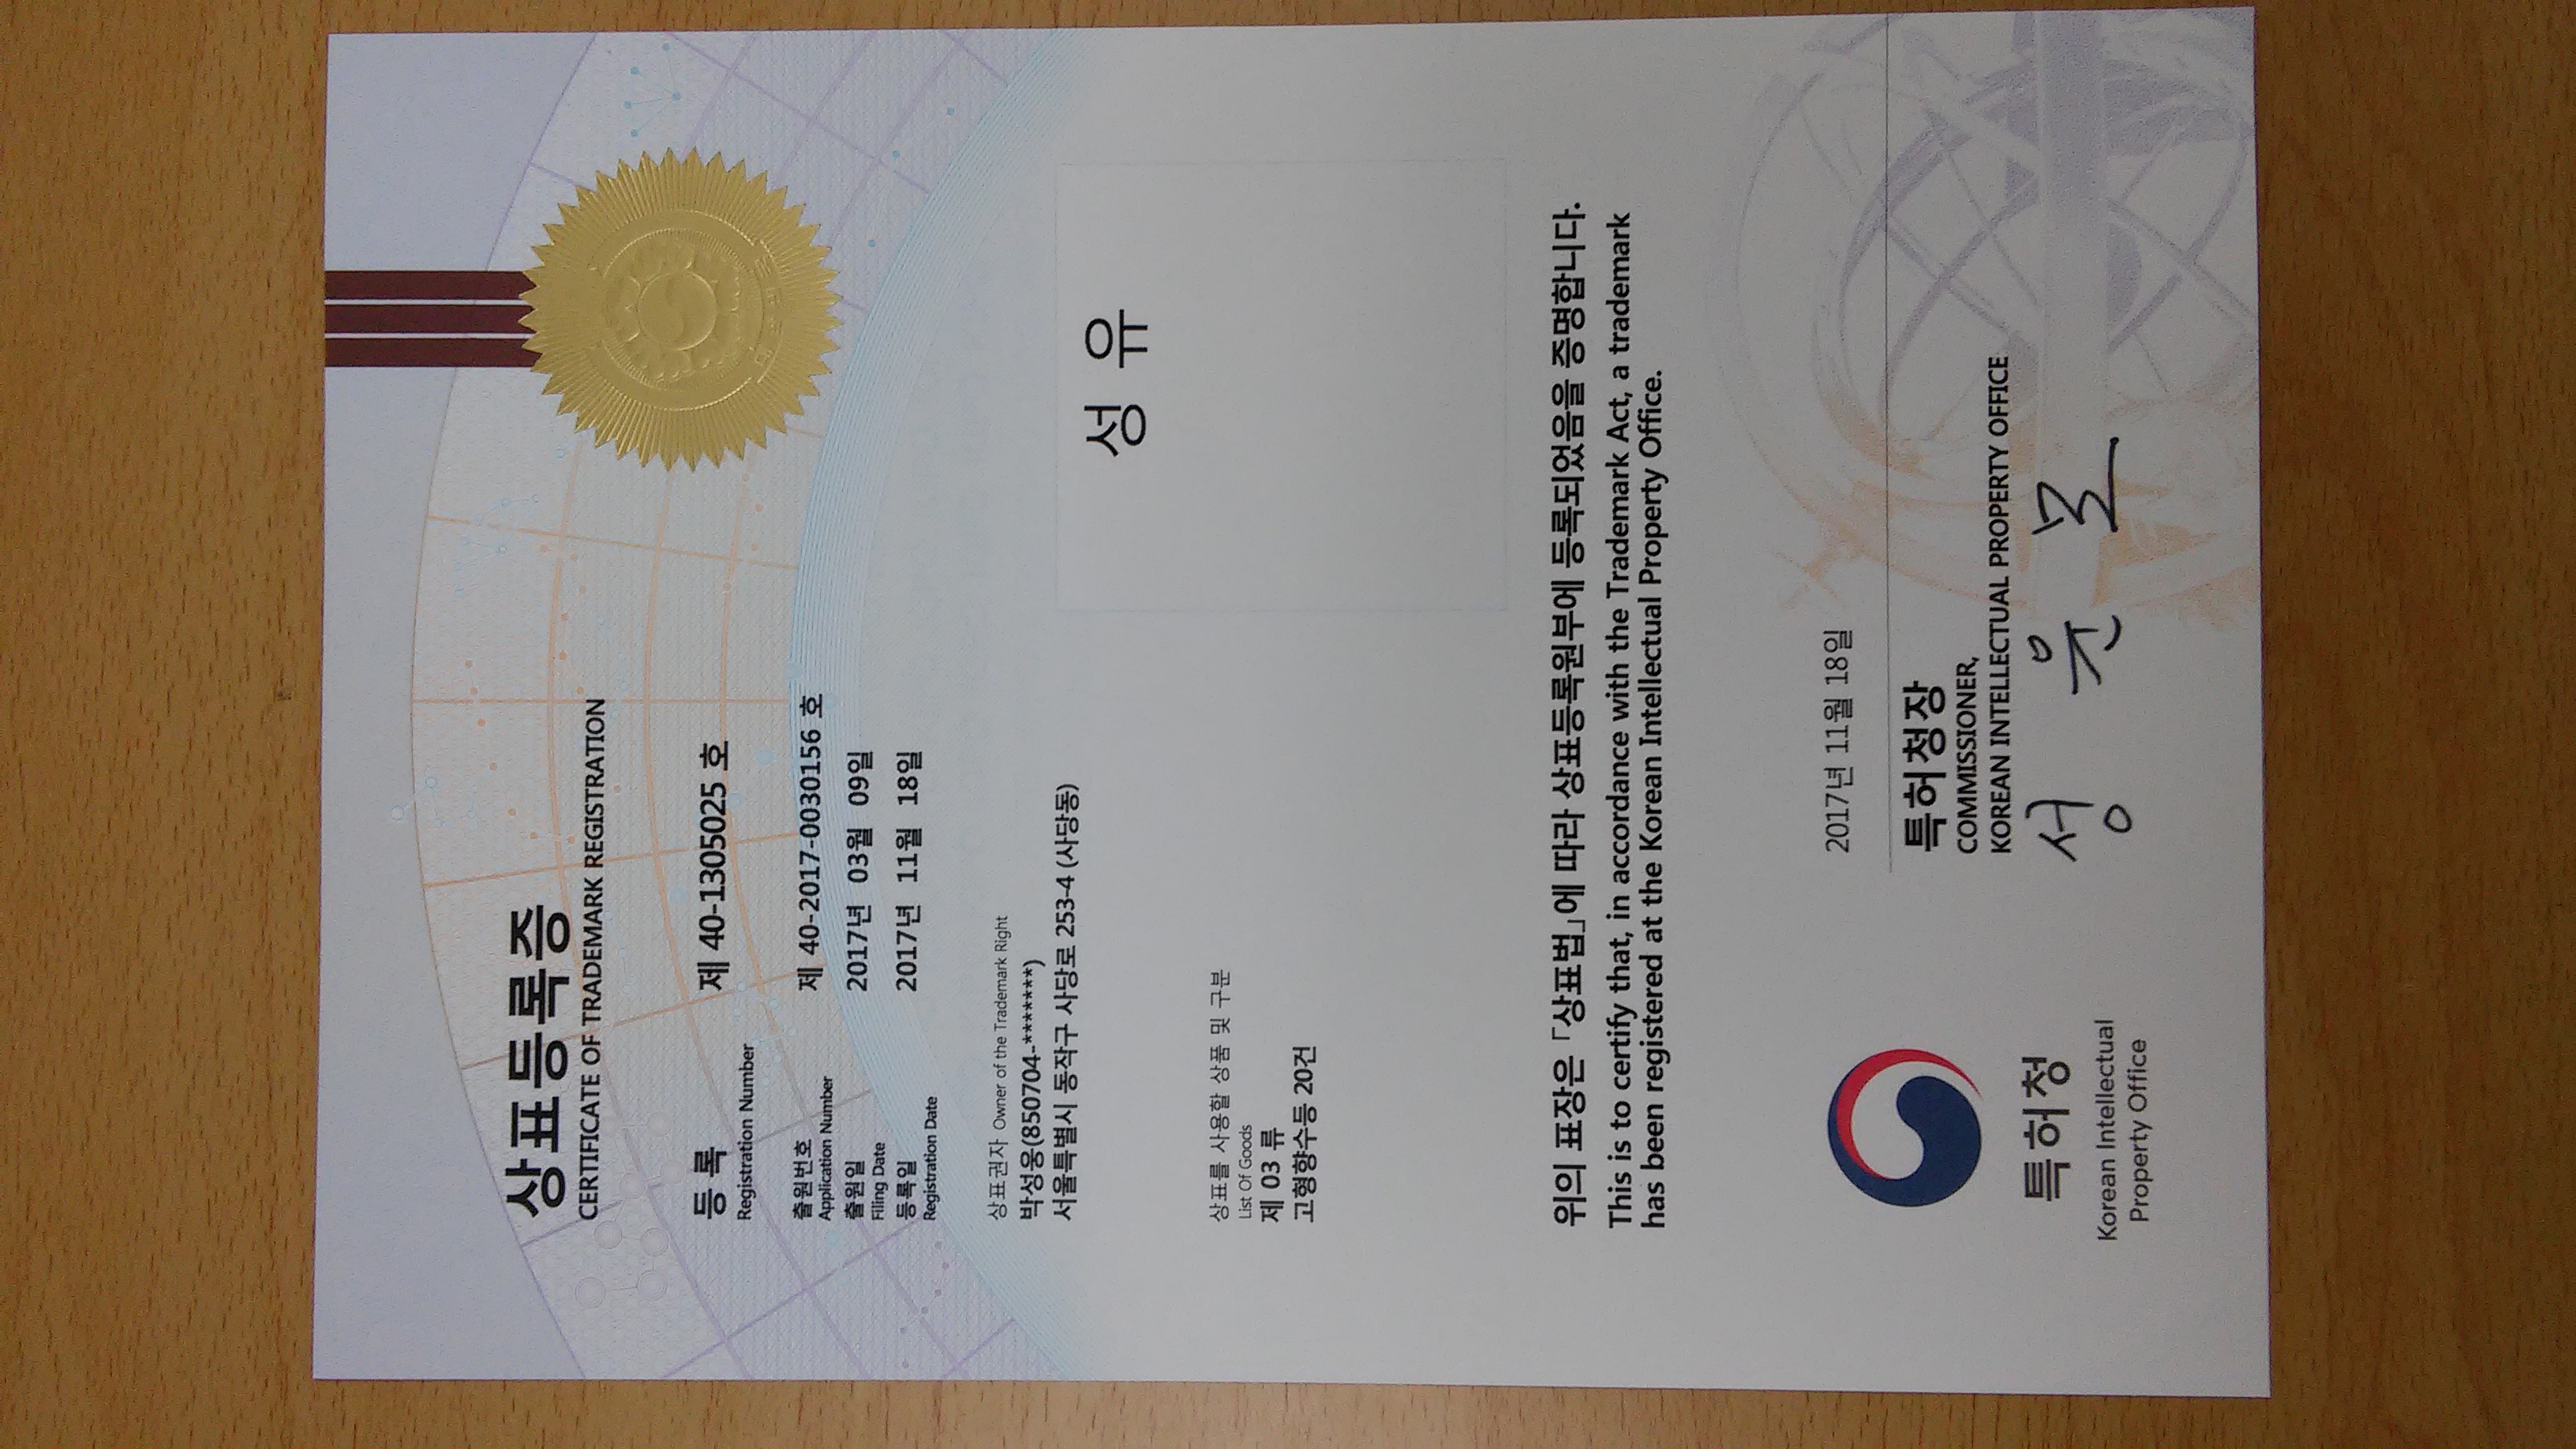 상표등록증
CERTIFICATE OF TRADEMARK REGISTRATION
등록 제 40-1305025 호
Registration Number
출원번호 제 40-2017-0030156 호
Application Number
출원일 2017년 03월 09일
Filing Date
등록일 2017년 11월 18일
Registration Date
상표권자 Owner of the Trademark Right
박성웅(850704-*******)
서울특별시 동작구 사당로 253-4 (사당동)
성유
상표를 사용할 상품 및 구분
List Of Goods
제 03 류
고형향수등 20건
위의 표장은 「상표법」에 따라 상표등록원부에 등록되었음을 증명합니다.
This is to certify that, in accordance with the Trademark Act, a trademark
has been registered at the Korean Intellectual Property Office.
2017년 11월 18일
특허청장
COMMISSIONER,
KOREAN INTELLECTUAL PROPERTY OFFICE
성윤모
특허청
Korean Intellectual
Property Office